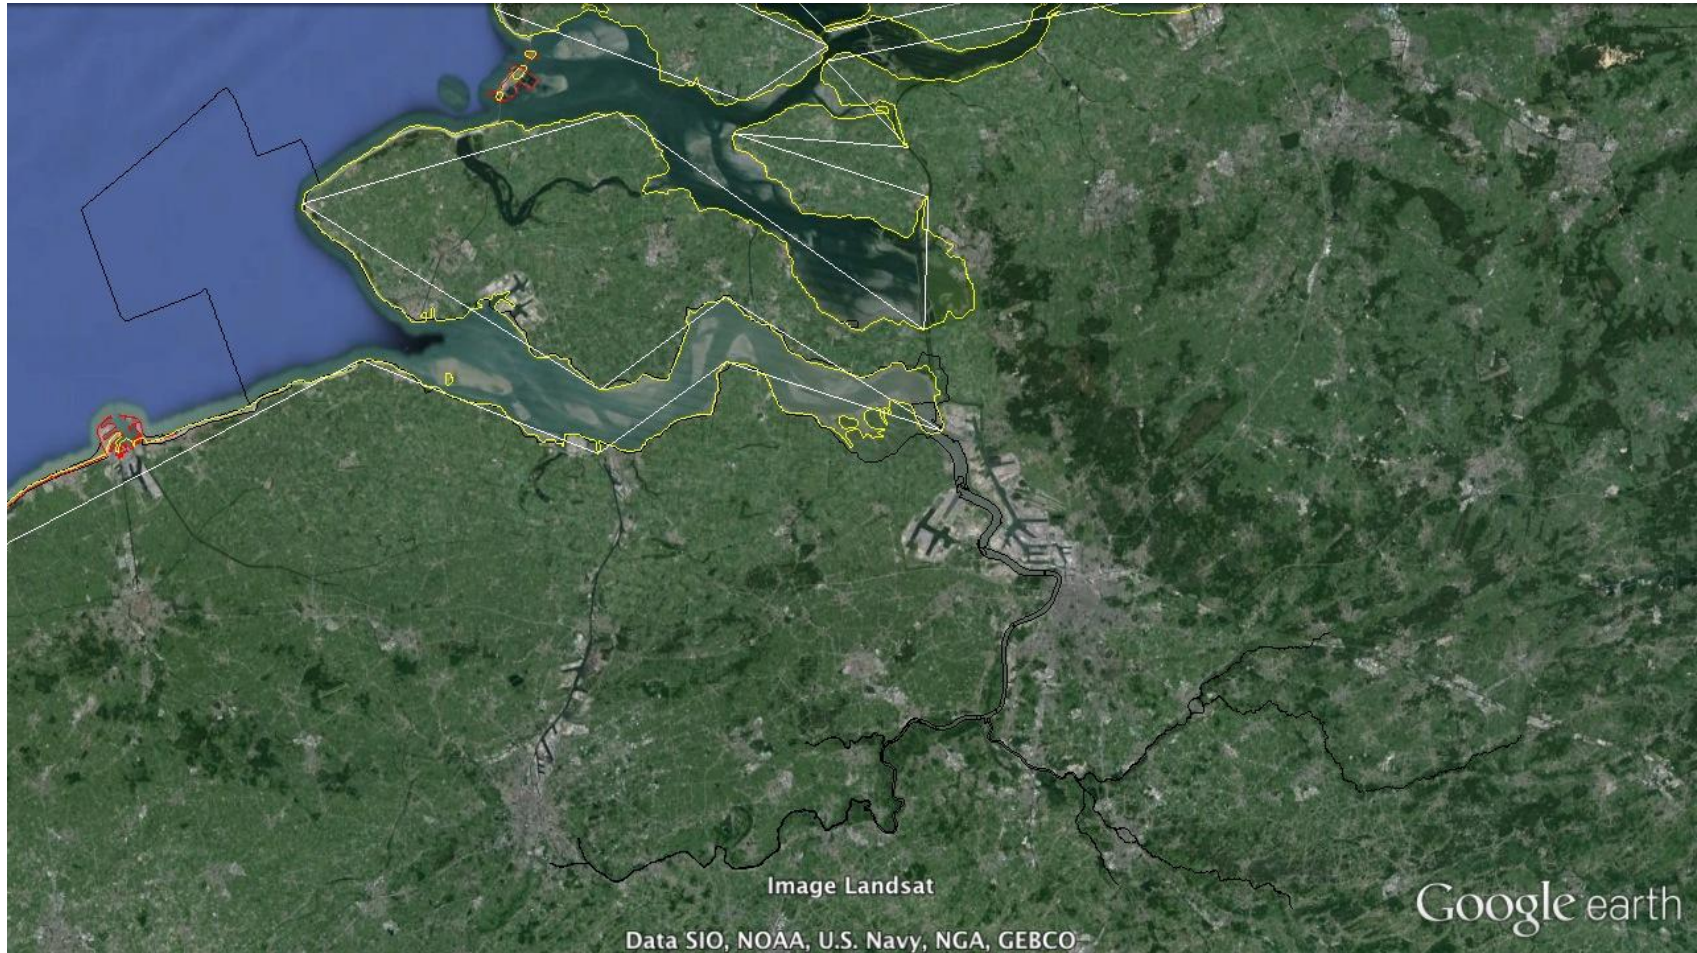 Image Landsat
Google earth
Data SIO, NOAA, U.S. Navy, NGA, GEBCO